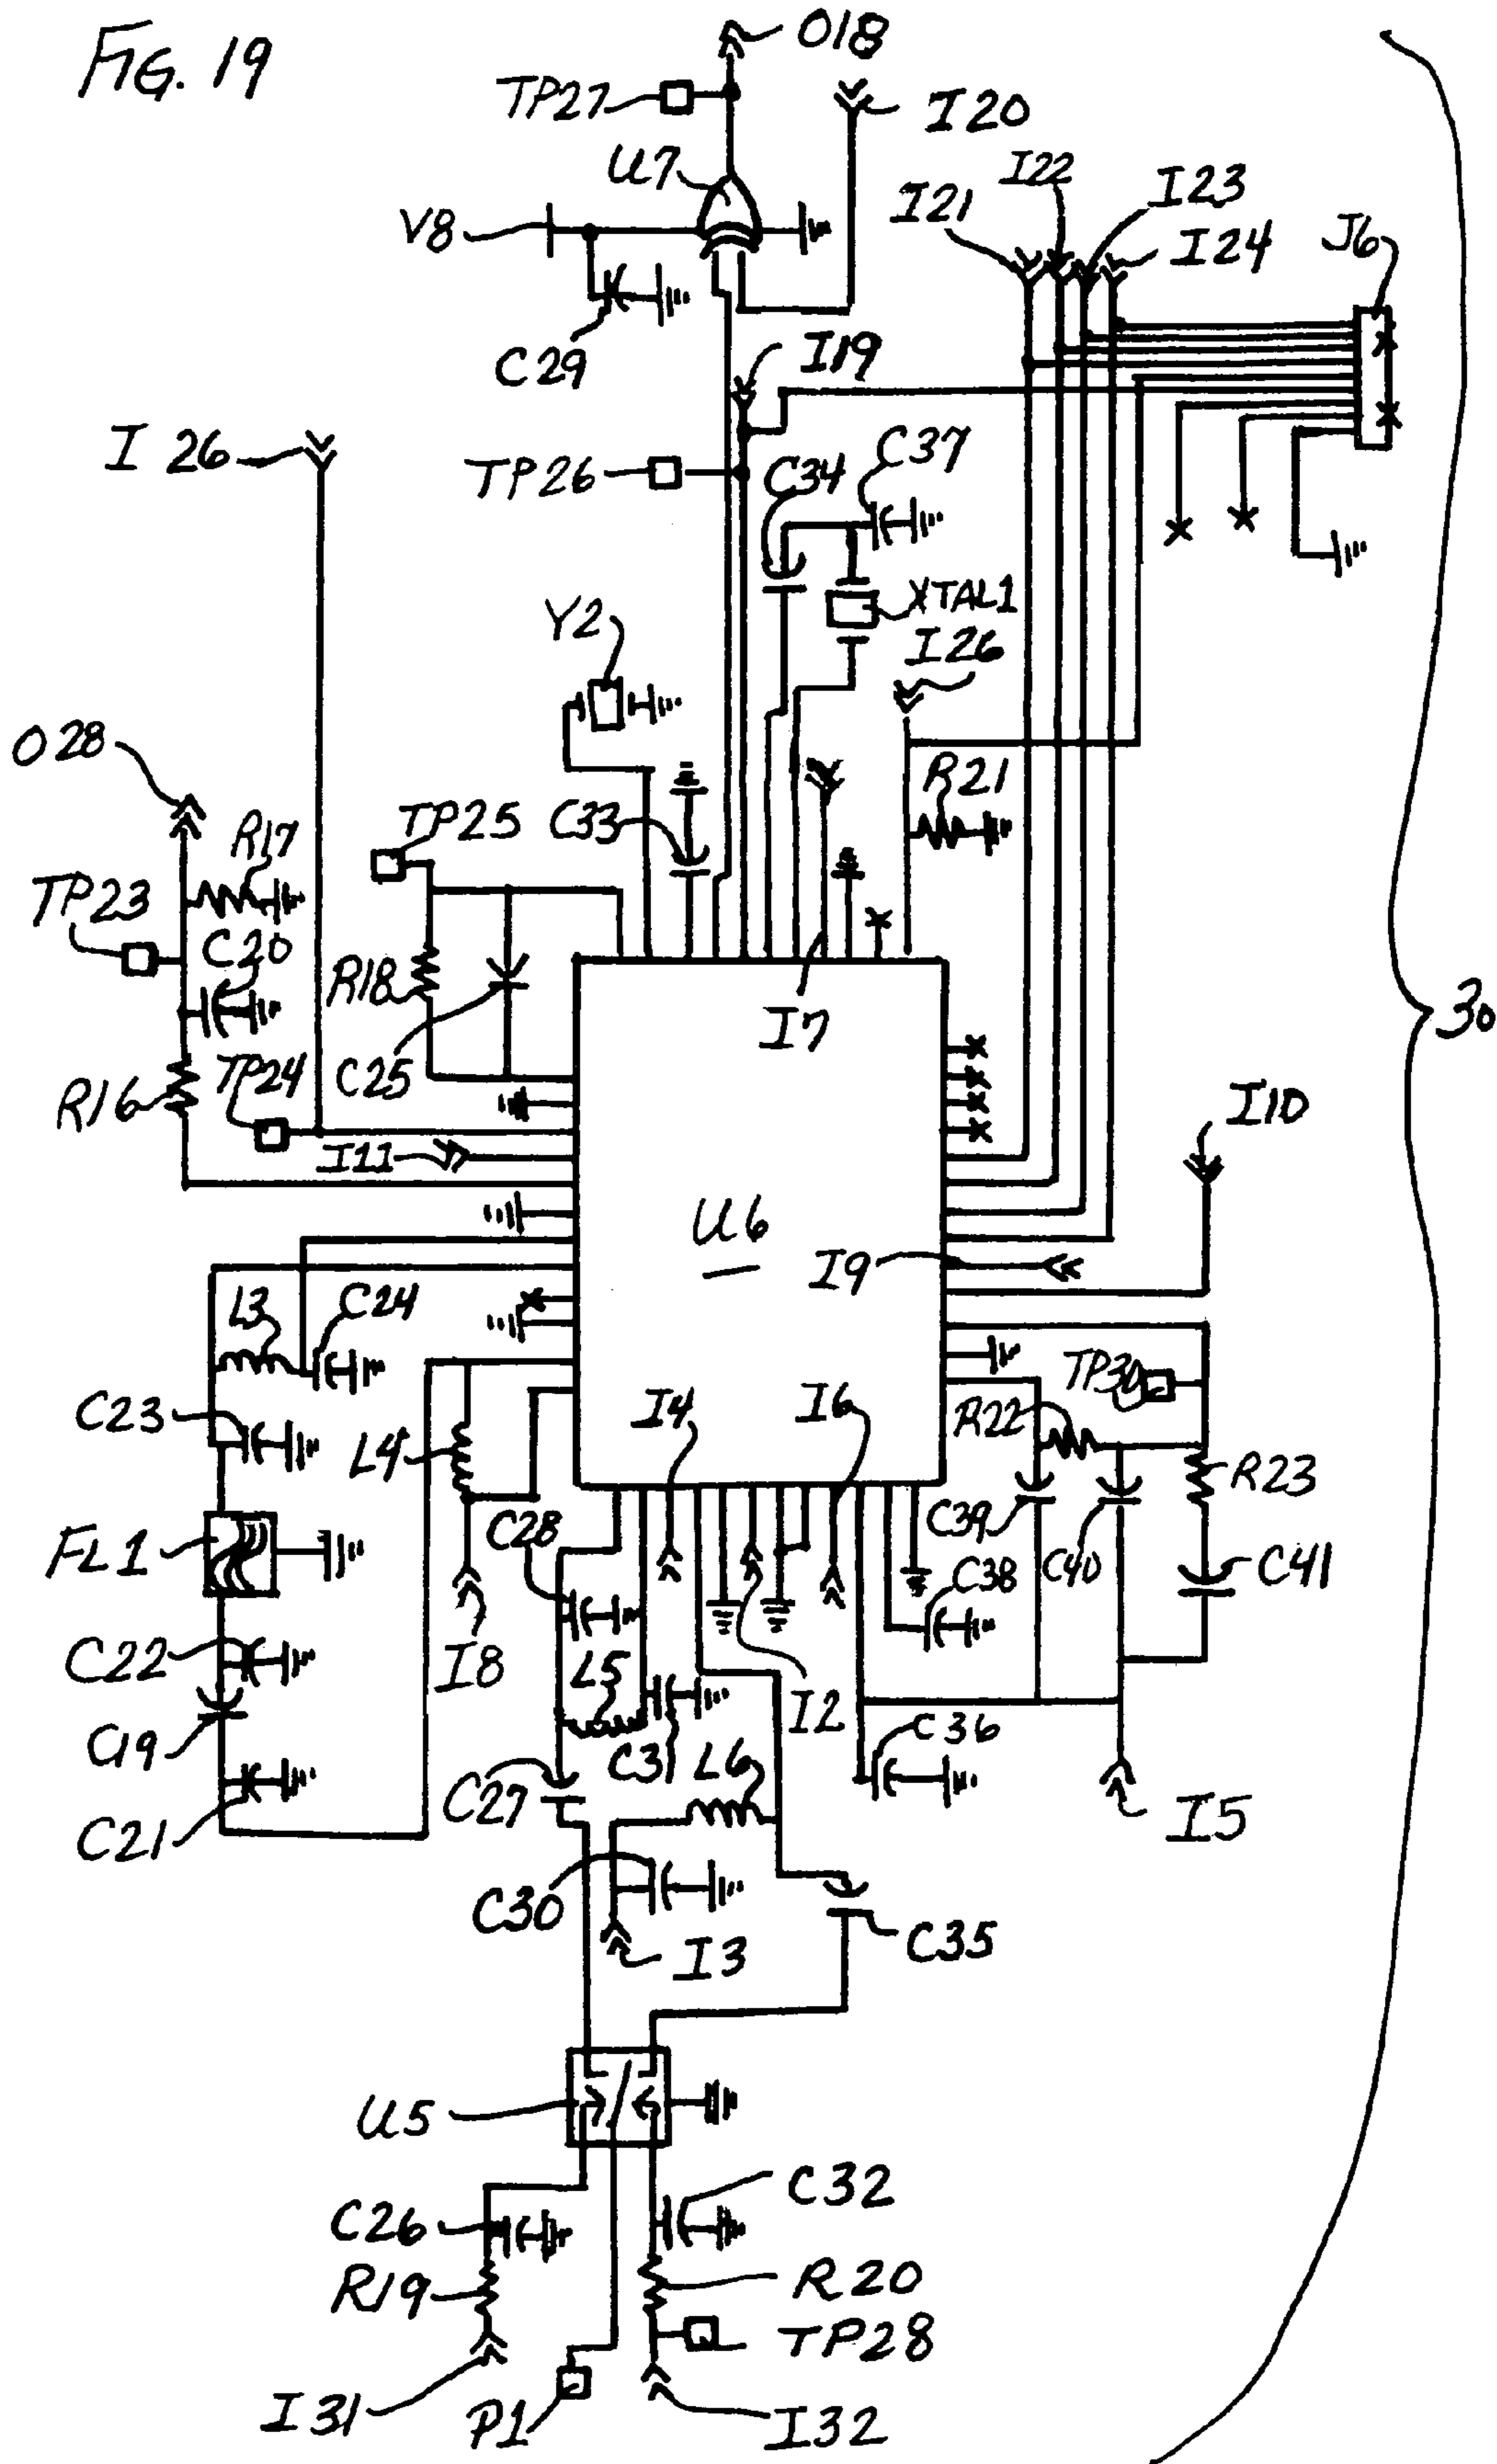 FIG. 19
O18
TP27
I20
U7
I22
I23
I21
V8
I24
J6
C29
I19
I 26
TP26
C34
C37
XTAL1
Y2
I26
O28
R21
R17
TP25
C33
TP23
C20
R18
I7
30
TP24
C25
R16
I10
I11
U6
I9
L3
C24
TP30
C23
I4
I6
R22
L4
R23
C28
C39
FL1
C40
C41
C38
C22
I8
L5
I2
C19
C36
C31
L6
C27
C21
I5
C30
C35
I3
U5
C32
C26
R19
R20
TP28
I31
P1
I32